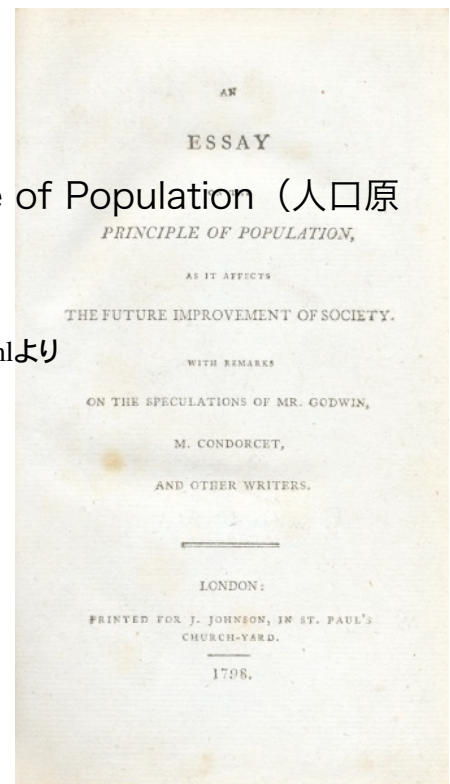 AN
ESSAY
e of Population（人口原
PRINCIPLE OF POPULATION,
AS IT AFFECTS
THE FUTURE IMPROVEMENT OF SOCIETY.
nlより
WITH REMARKS
ON THE SPECULATIONS OF MR. GODWIN,
M. CONDORCET,
AND OTHER WRITERS.
LONDON:
PRINTED FOR J. JOHNSON, IN ST. PAUL'S
CHURCH-YARD.
1798.